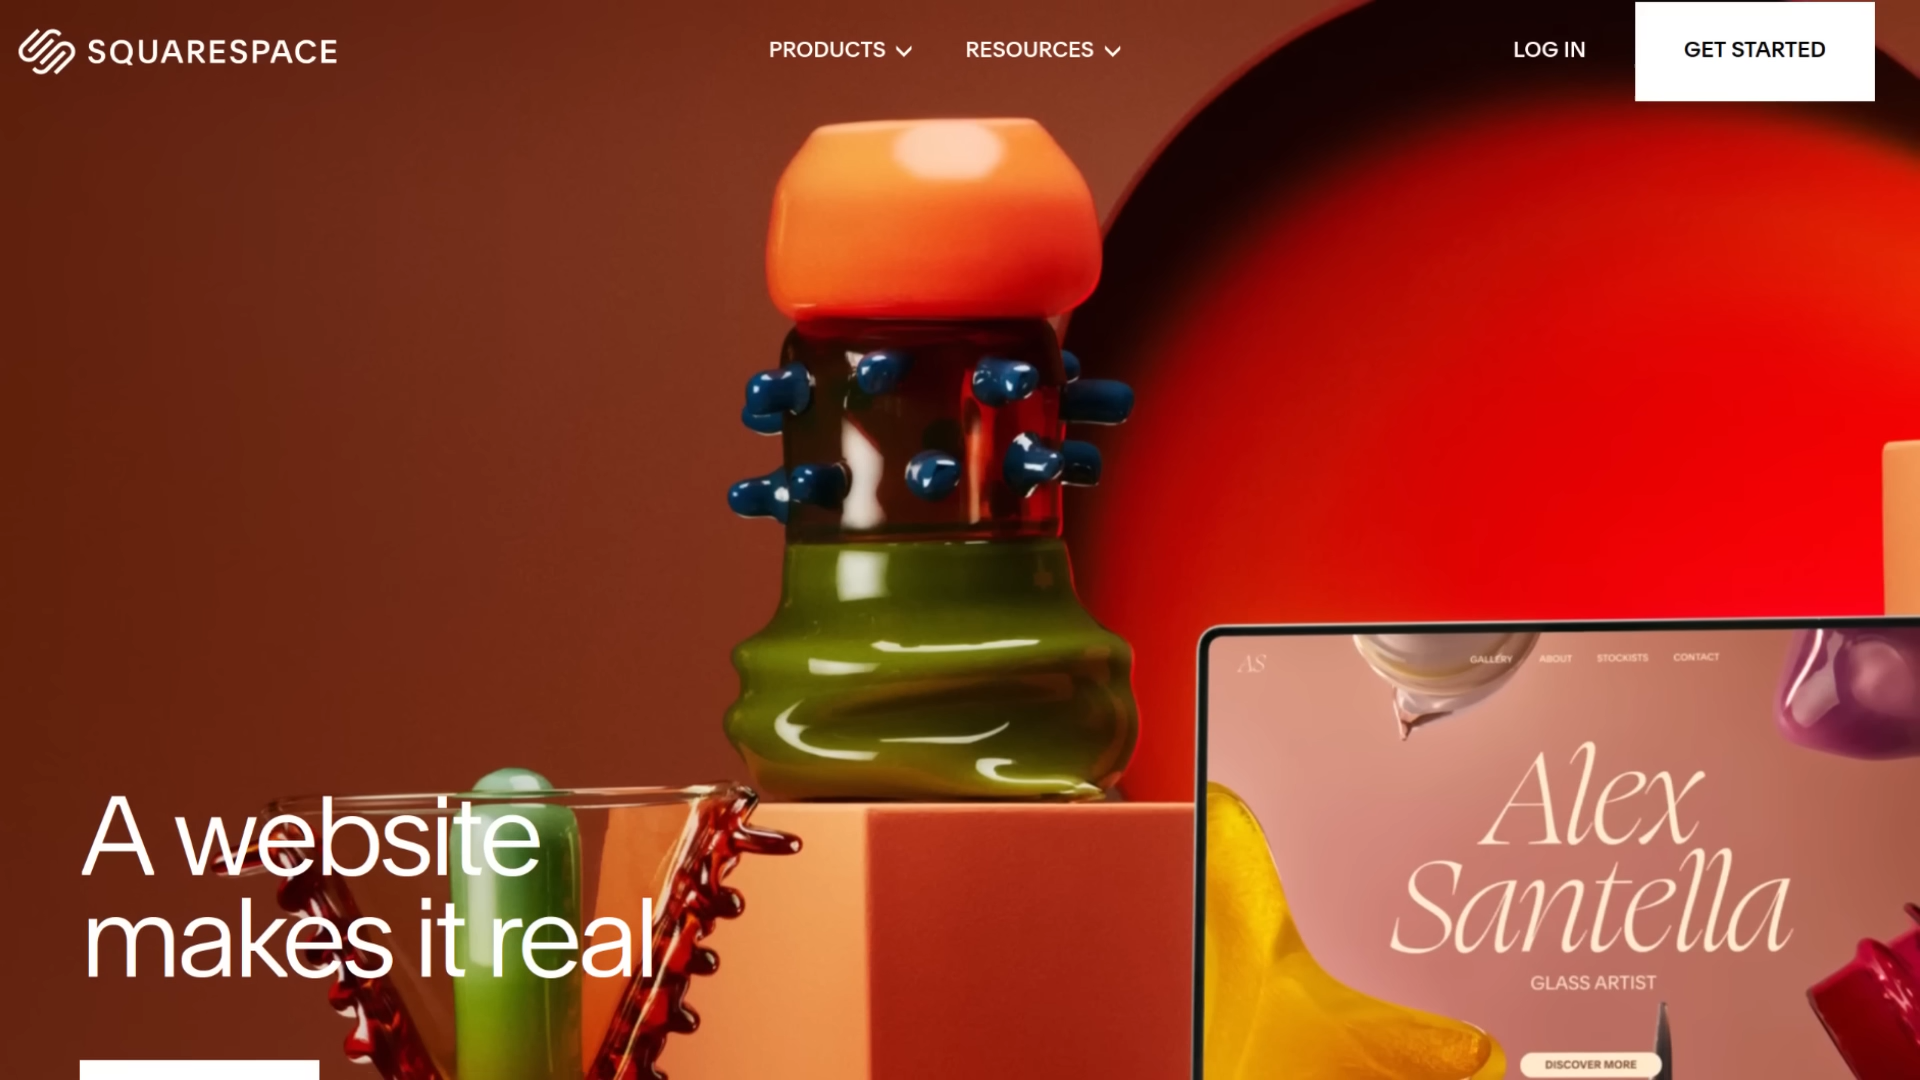 SQUARESPACE
PRODUCTS
RESOURCES
LOG IN
GET STARTED
A website
makes it real
AS
GALLERY
ABOUT
STOCKISTS
CONTACT
Alex
Santella
GLASS ARTIST
DISCOVER MORE